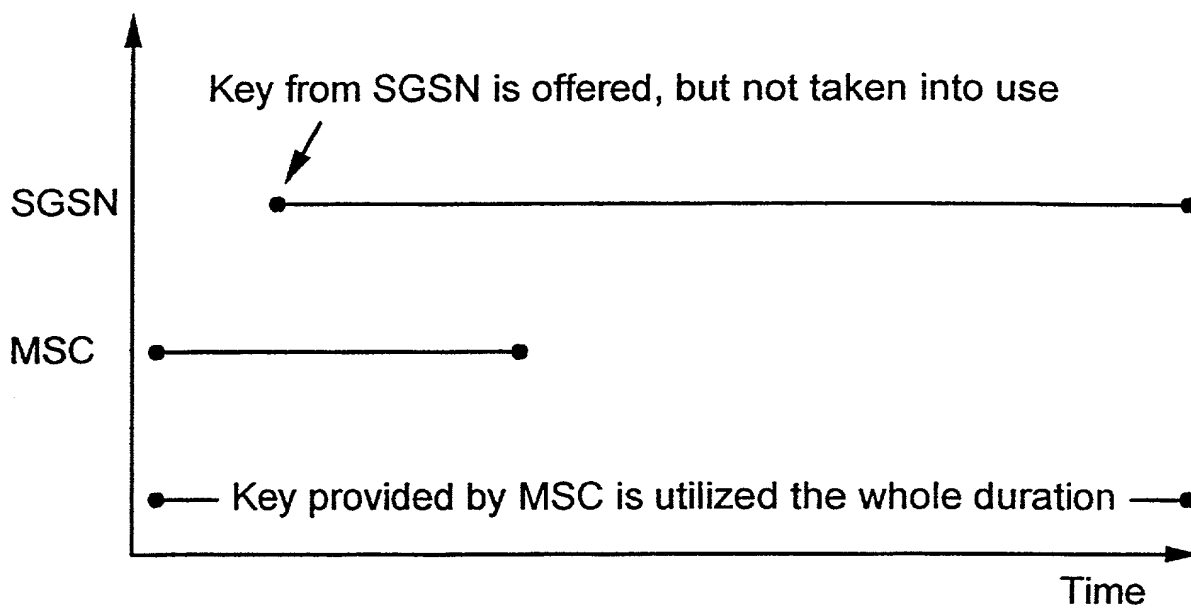 Key from SGSN is offered, but not taken into use
SGSN
MSC
Key provided by MSC is utilized the whole duration
Time